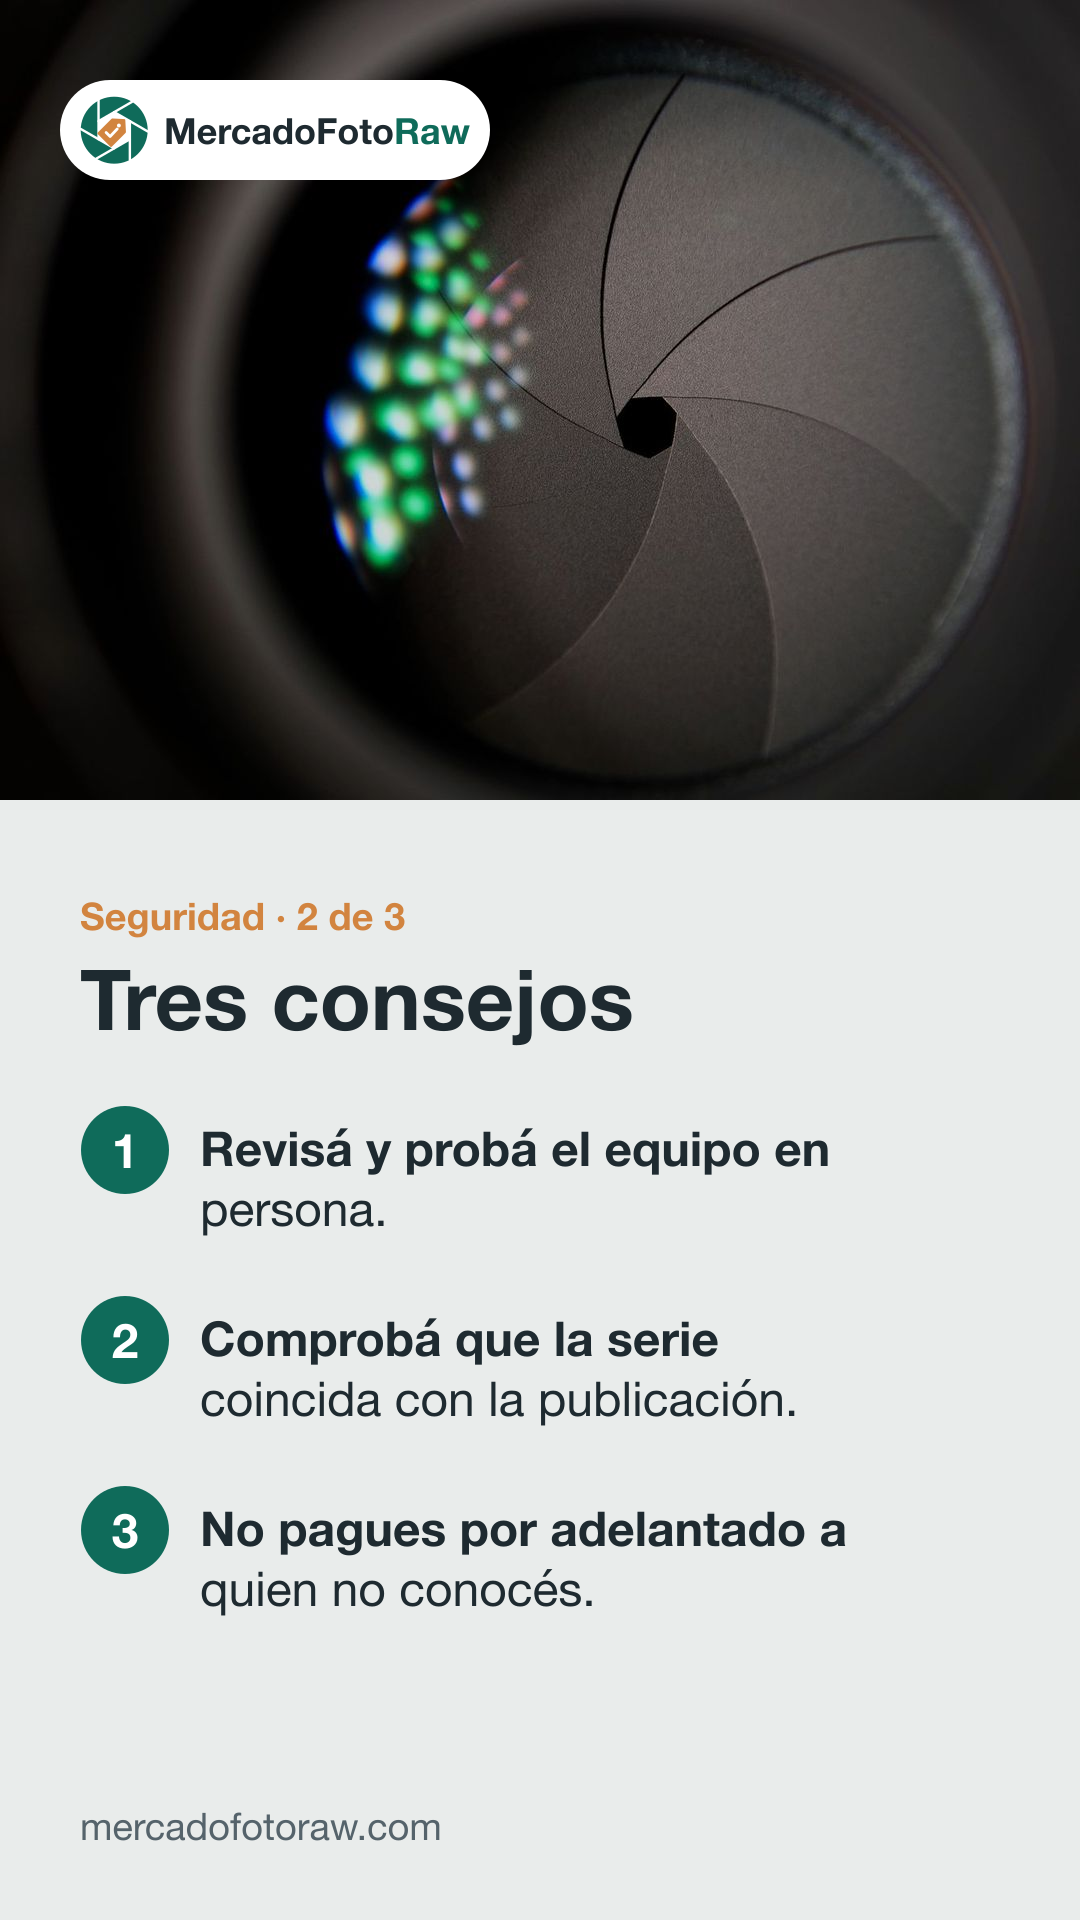 MercadoFotoRaw
Seguridad · 2 de 3
Tres consejos
1 Revisá y probá el equipo en
persona.
2 Comprobá que la serie
coincida con la publicación.
3 No pagues por adelantado a
quien no conocés.
mercadofotoraw.com